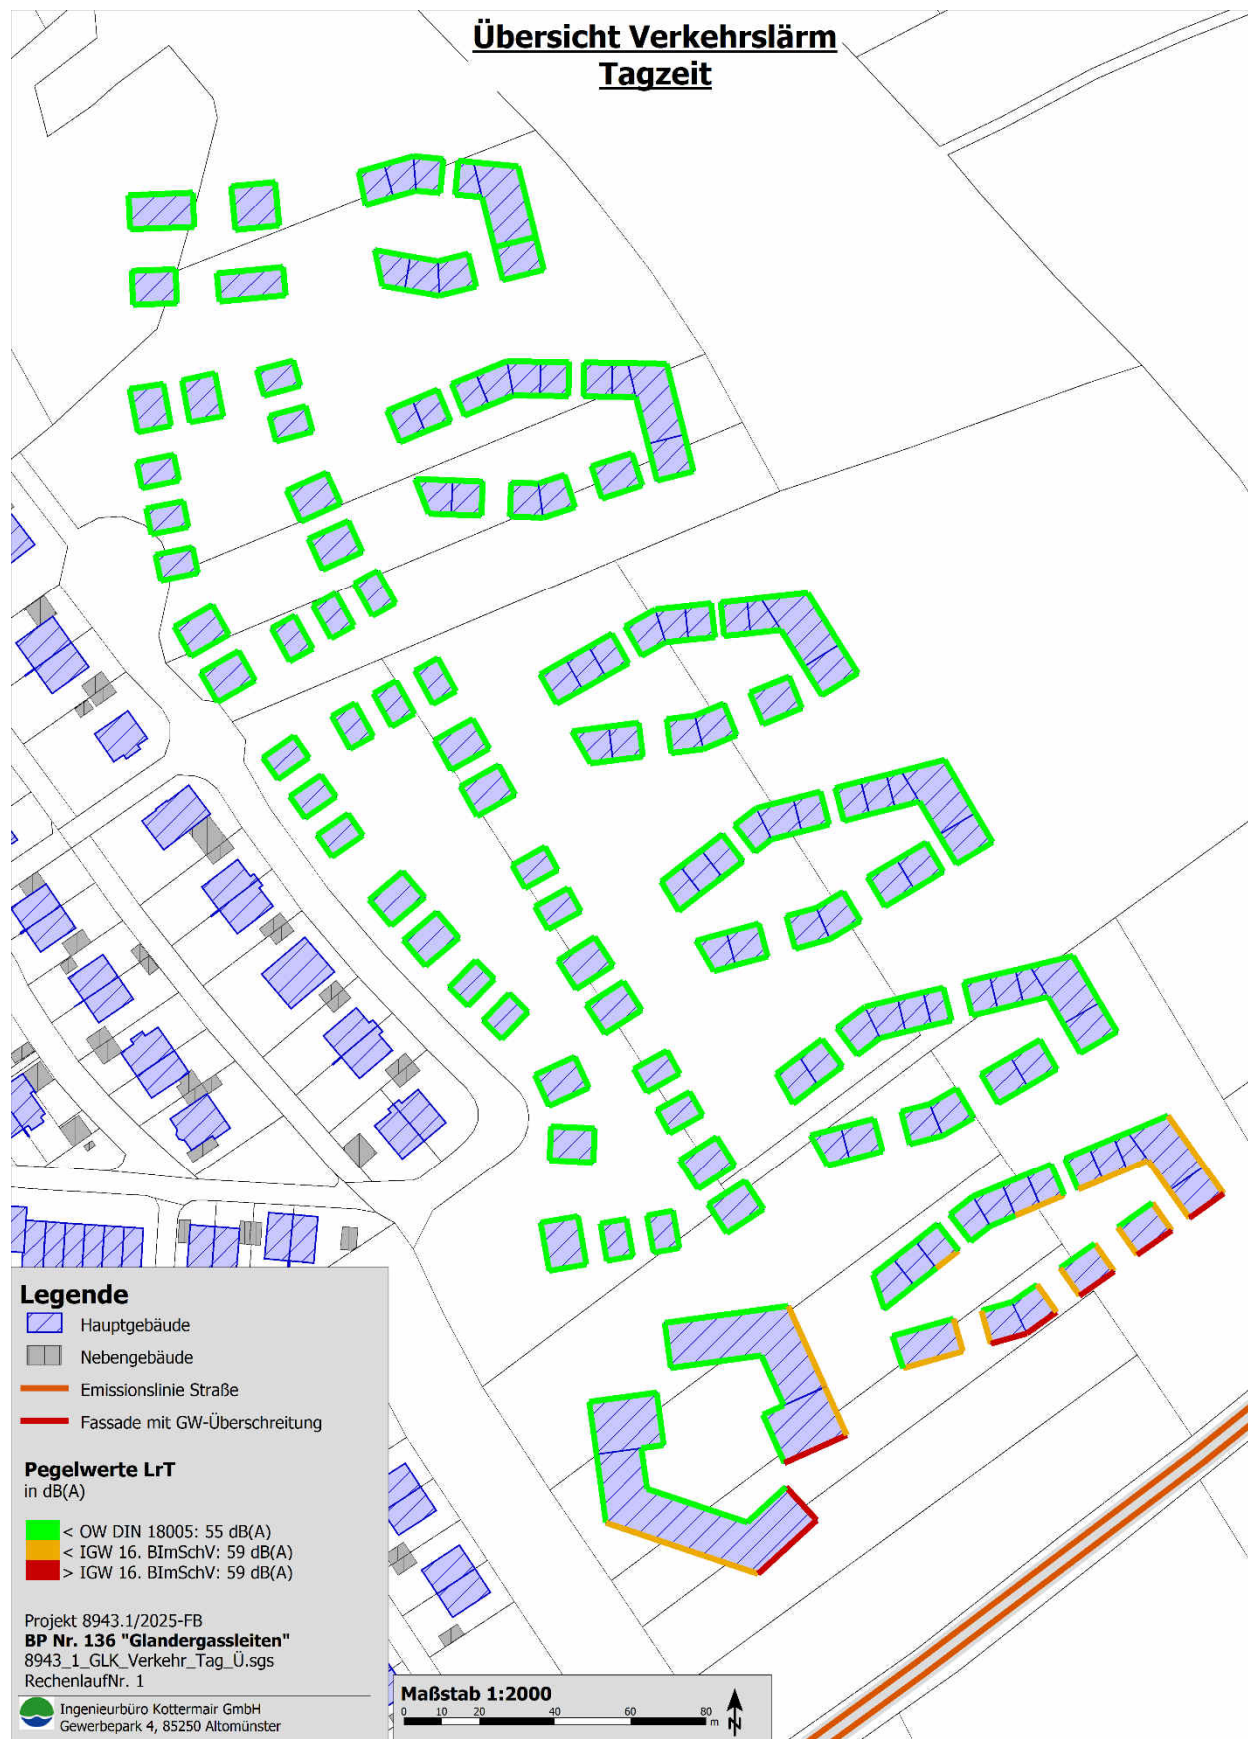 Übersicht Verkehrslärm
Tagzeit
Legende
Hauptgebäude
Nebengebäude
Emissionslinie Straße
Fassade mit GW-Überschreitung
Pegelwerte LrT
in dB(A)
< OW DIN 18005: 55 dB(A)
< IGW 16. BImSchV: 59 dB(A)
> IGW 16. BImSchV: 59 dB(A)
Projekt 8943.1/2025-FB
BP Nr. 136 "Glandergassleiten"
8943_1_GLK_Verkehr_Tag_Ü.sgs
RechenlaufNr. 1
Ingenieurbüro Kottermair GmbH
Gewerbepark 4, 85250 Altomünster
Maßstab 1:2000
0 10 20 40 60 80
m
N